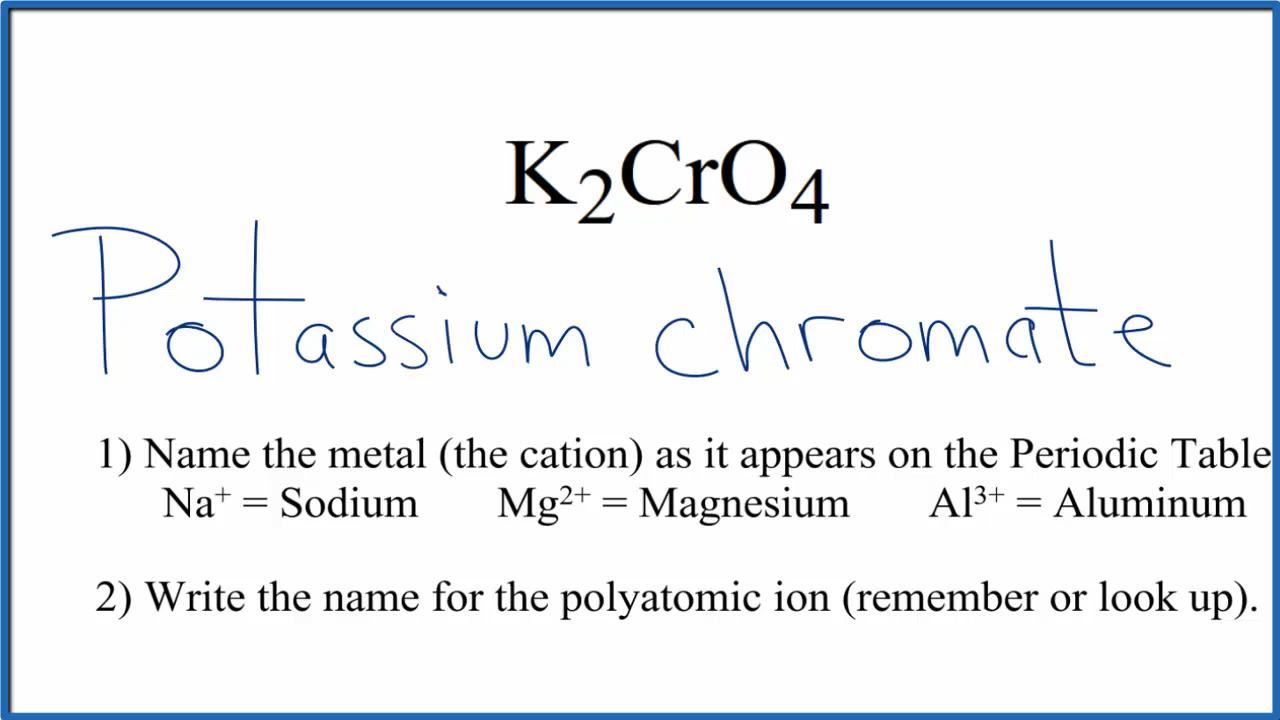 K₂CrO₄
Potassium chromate
1) Name the metal (the cation) as it appears on the Periodic Table
Na⁺ = Sodium Mg²⁺ = Magnesium Al³⁺ = Aluminum
2) Write the name for the polyatomic ion (remember or look up).